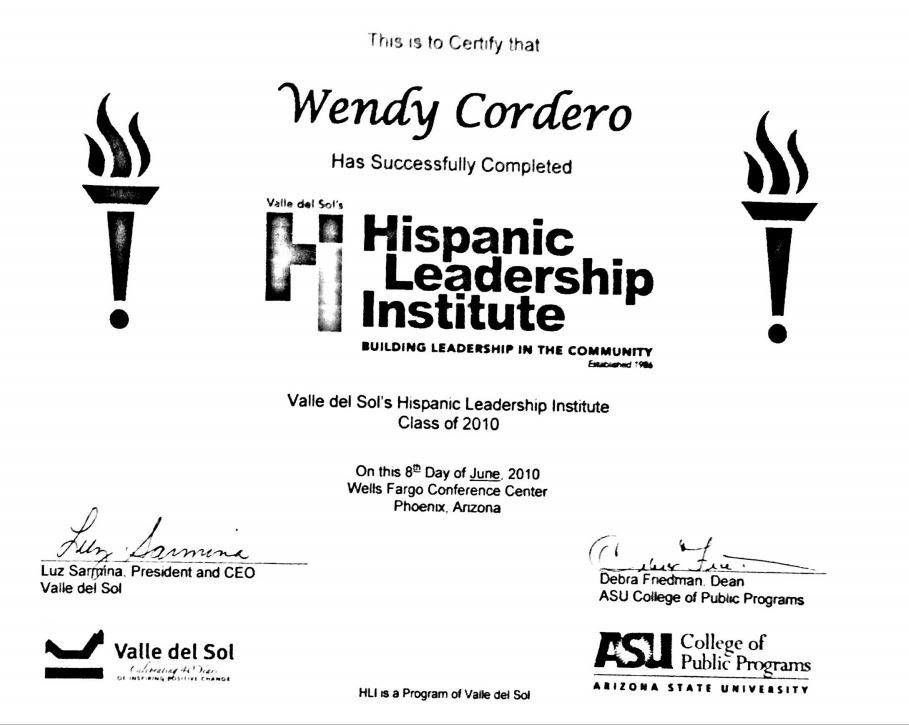 This is to Certify that
Wendy Cordero
Has Successfully Completed
Valle del Sol's
Hispanic
Leadership
Institute
BUILDING LEADERSHIP IN THE COMMUNITY
Established 1986
Valle del Sol's Hispanic Leadership Institute
Class of 2010
On this 8th Day of June, 2010
Wells Fargo Conference Center
Phoenix, Arizona
Luz Sarmina
Luz Sarmina, President and CEO
Valle del Sol
Debra Friedman, Dean
ASU College of Public Programs
Valle del Sol
Celebrating 40 Years
OF INSPIRING POSITIVE CHANGE
HLI is a Program of Valle del Sol
ASU College of
Public Programs
ARIZONA STATE UNIVERSITY